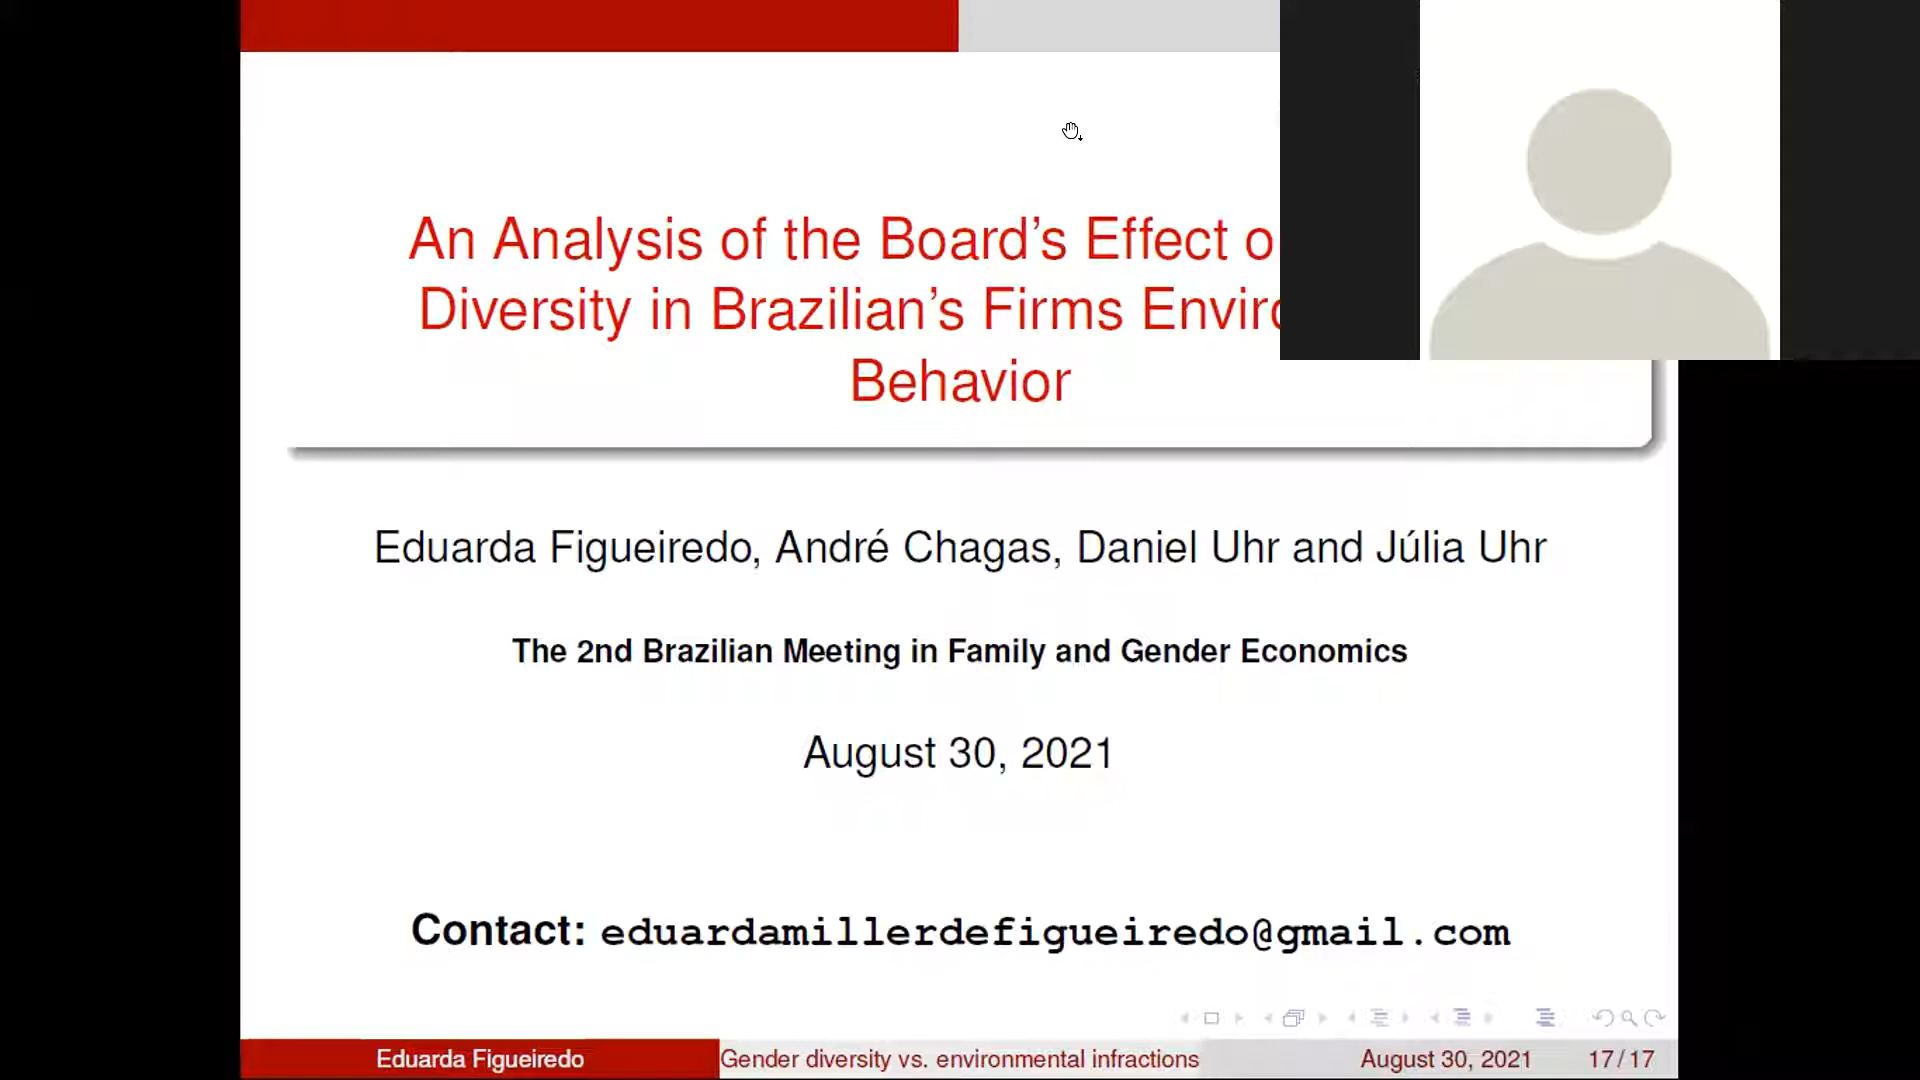 An Analysis of the Board's Effect
Diversity in Brazilian's Firms
Behavior
Eduarda Figueiredo, André Chagas, Daniel Uhr and Júlia Uhr
The 2nd Brazilian Meeting in Family and Gender Economics
August 30, 2021
Contact: eduardamillerdefigueiredo@gmail.com
Eduarda Figueiredo Gender diversity vs. environmental infractions August 30, 2021 17/17